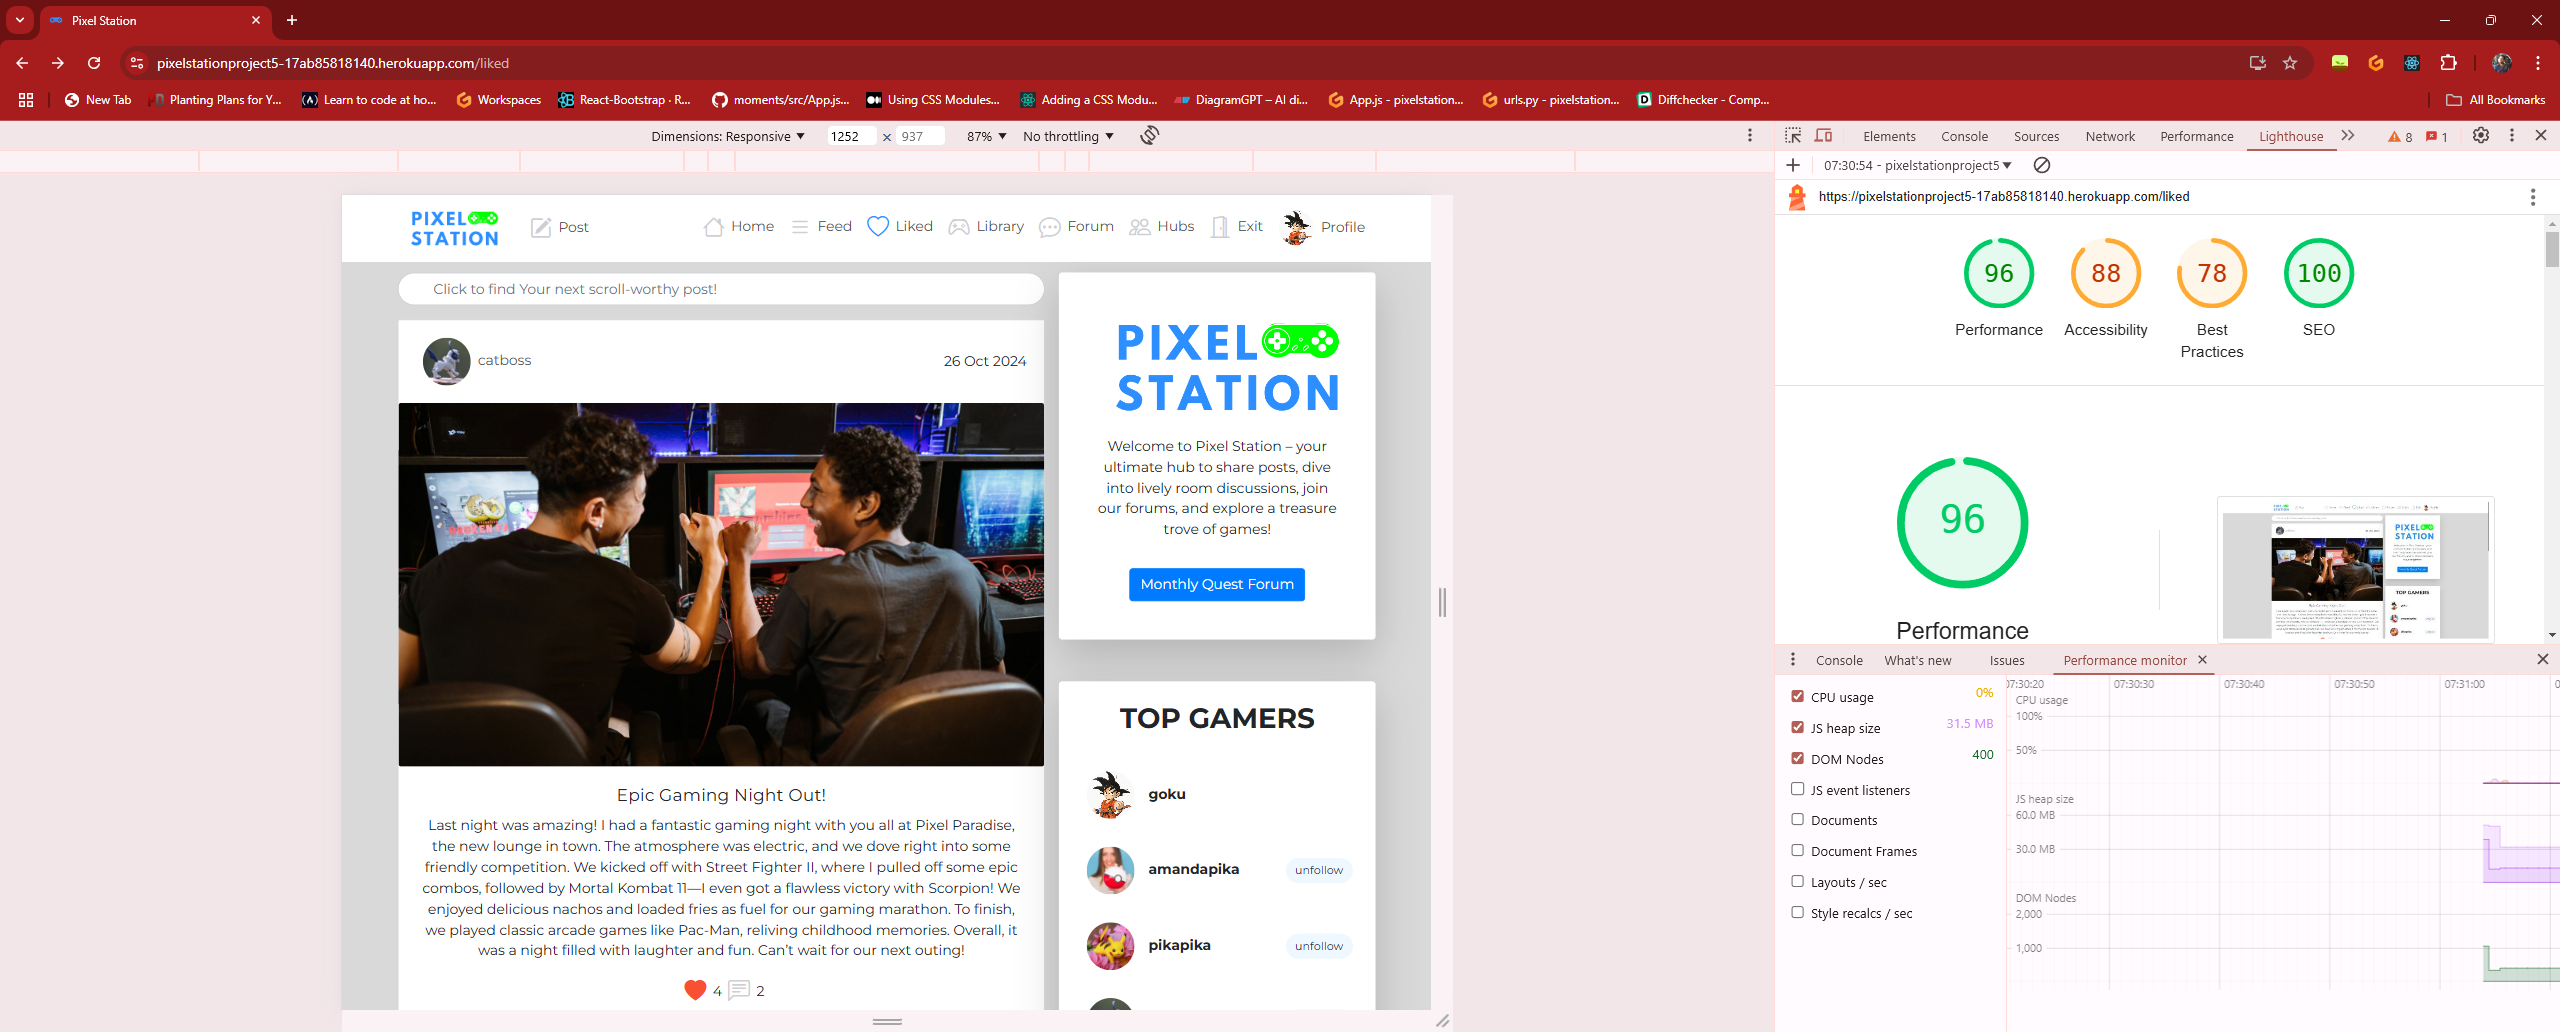 Pixel Station
pixelstationproject5-17ab85818140.herokuapp.com/liked
New Tab
Planting Plans for Y...
Learn to code at ho...
Workspaces
React-Bootstrap · R...
moments/src/App.js...
Using CSS Modules...
Adding a CSS Modu...
DiagramGPT – AI di...
App.js - pixelstation...
urls.py - pixelstation...
Diffchecker - Comp...
All Bookmarks
Dimensions: Responsive
1252 × 937
87%
No throttling
PIXEL STATION
Post
Home
Feed
Liked
Library
Forum
Hubs
Exit
Profile
Click to find Your next scroll-worthy post!
catboss
26 Oct 2024
Epic Gaming Night Out!
Last night was amazing! I had a fantastic gaming night with you all at Pixel Paradise,
the new lounge in town. The atmosphere was electric, and we dove right into some
friendly competition. We kicked off with Street Fighter II, where I pulled off some epic
combos, followed by Mortal Kombat 11—I even got a flawless victory with Scorpion! We
enjoyed delicious nachos and loaded fries as fuel for our gaming marathon. To finish,
we played classic arcade games like Pac-Man, reliving childhood memories. Overall, it
was a night filled with laughter and fun. Can't wait for our next outing!
4
2
PIXEL
STATION
Welcome to Pixel Station – your
ultimate hub to share posts, dive
into lively room discussions, join
our forums, and explore a treasure
trove of games!
Monthly Quest Forum
TOP GAMERS
goku
amandapika
unfollow
pikapika
unfollow
Elements
Console
Sources
Network
Performance
Lighthouse
8
1
07:30:54 - pixelstationproject5
https://pixelstationproject5-17ab85818140.herokuapp.com/liked
96
88
78
100
Performance
Accessibility
Best
Practices
SEO
96
Performance
PIXEL
STATION
TOP GAMERS
Console
What's new
Issues
Performance monitor
CPU usage
0%
JS heap size
31.5 MB
DOM Nodes
400
JS event listeners
Documents
Document Frames
Layouts / sec
Style recalcs / sec
07:30:20
07:30:30
07:30:40
07:30:50
07:31:00
CPU usage
100%
50%
JS heap size
60.0 MB
30.0 MB
DOM Nodes
2,000
1,000